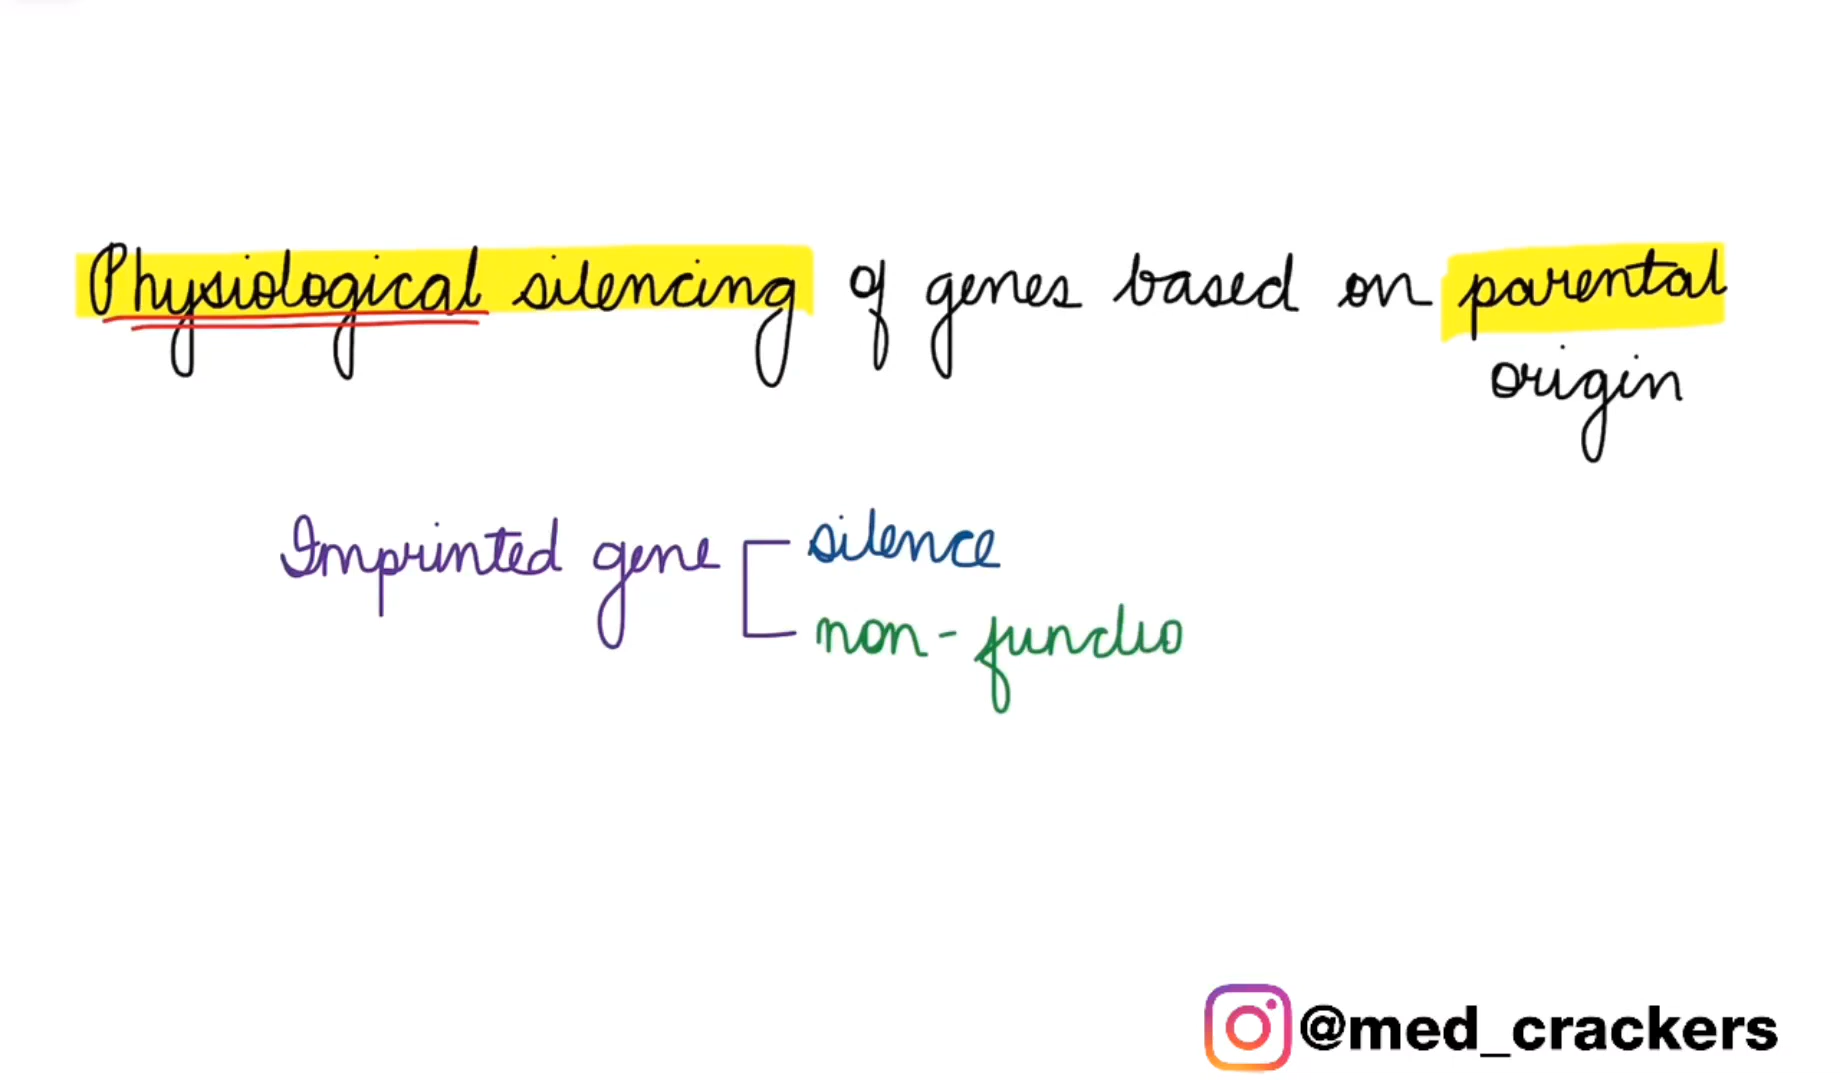 Physiological silencing of genes based on parental
origin
Imprinted gene silence
non-functio
@med_crackers